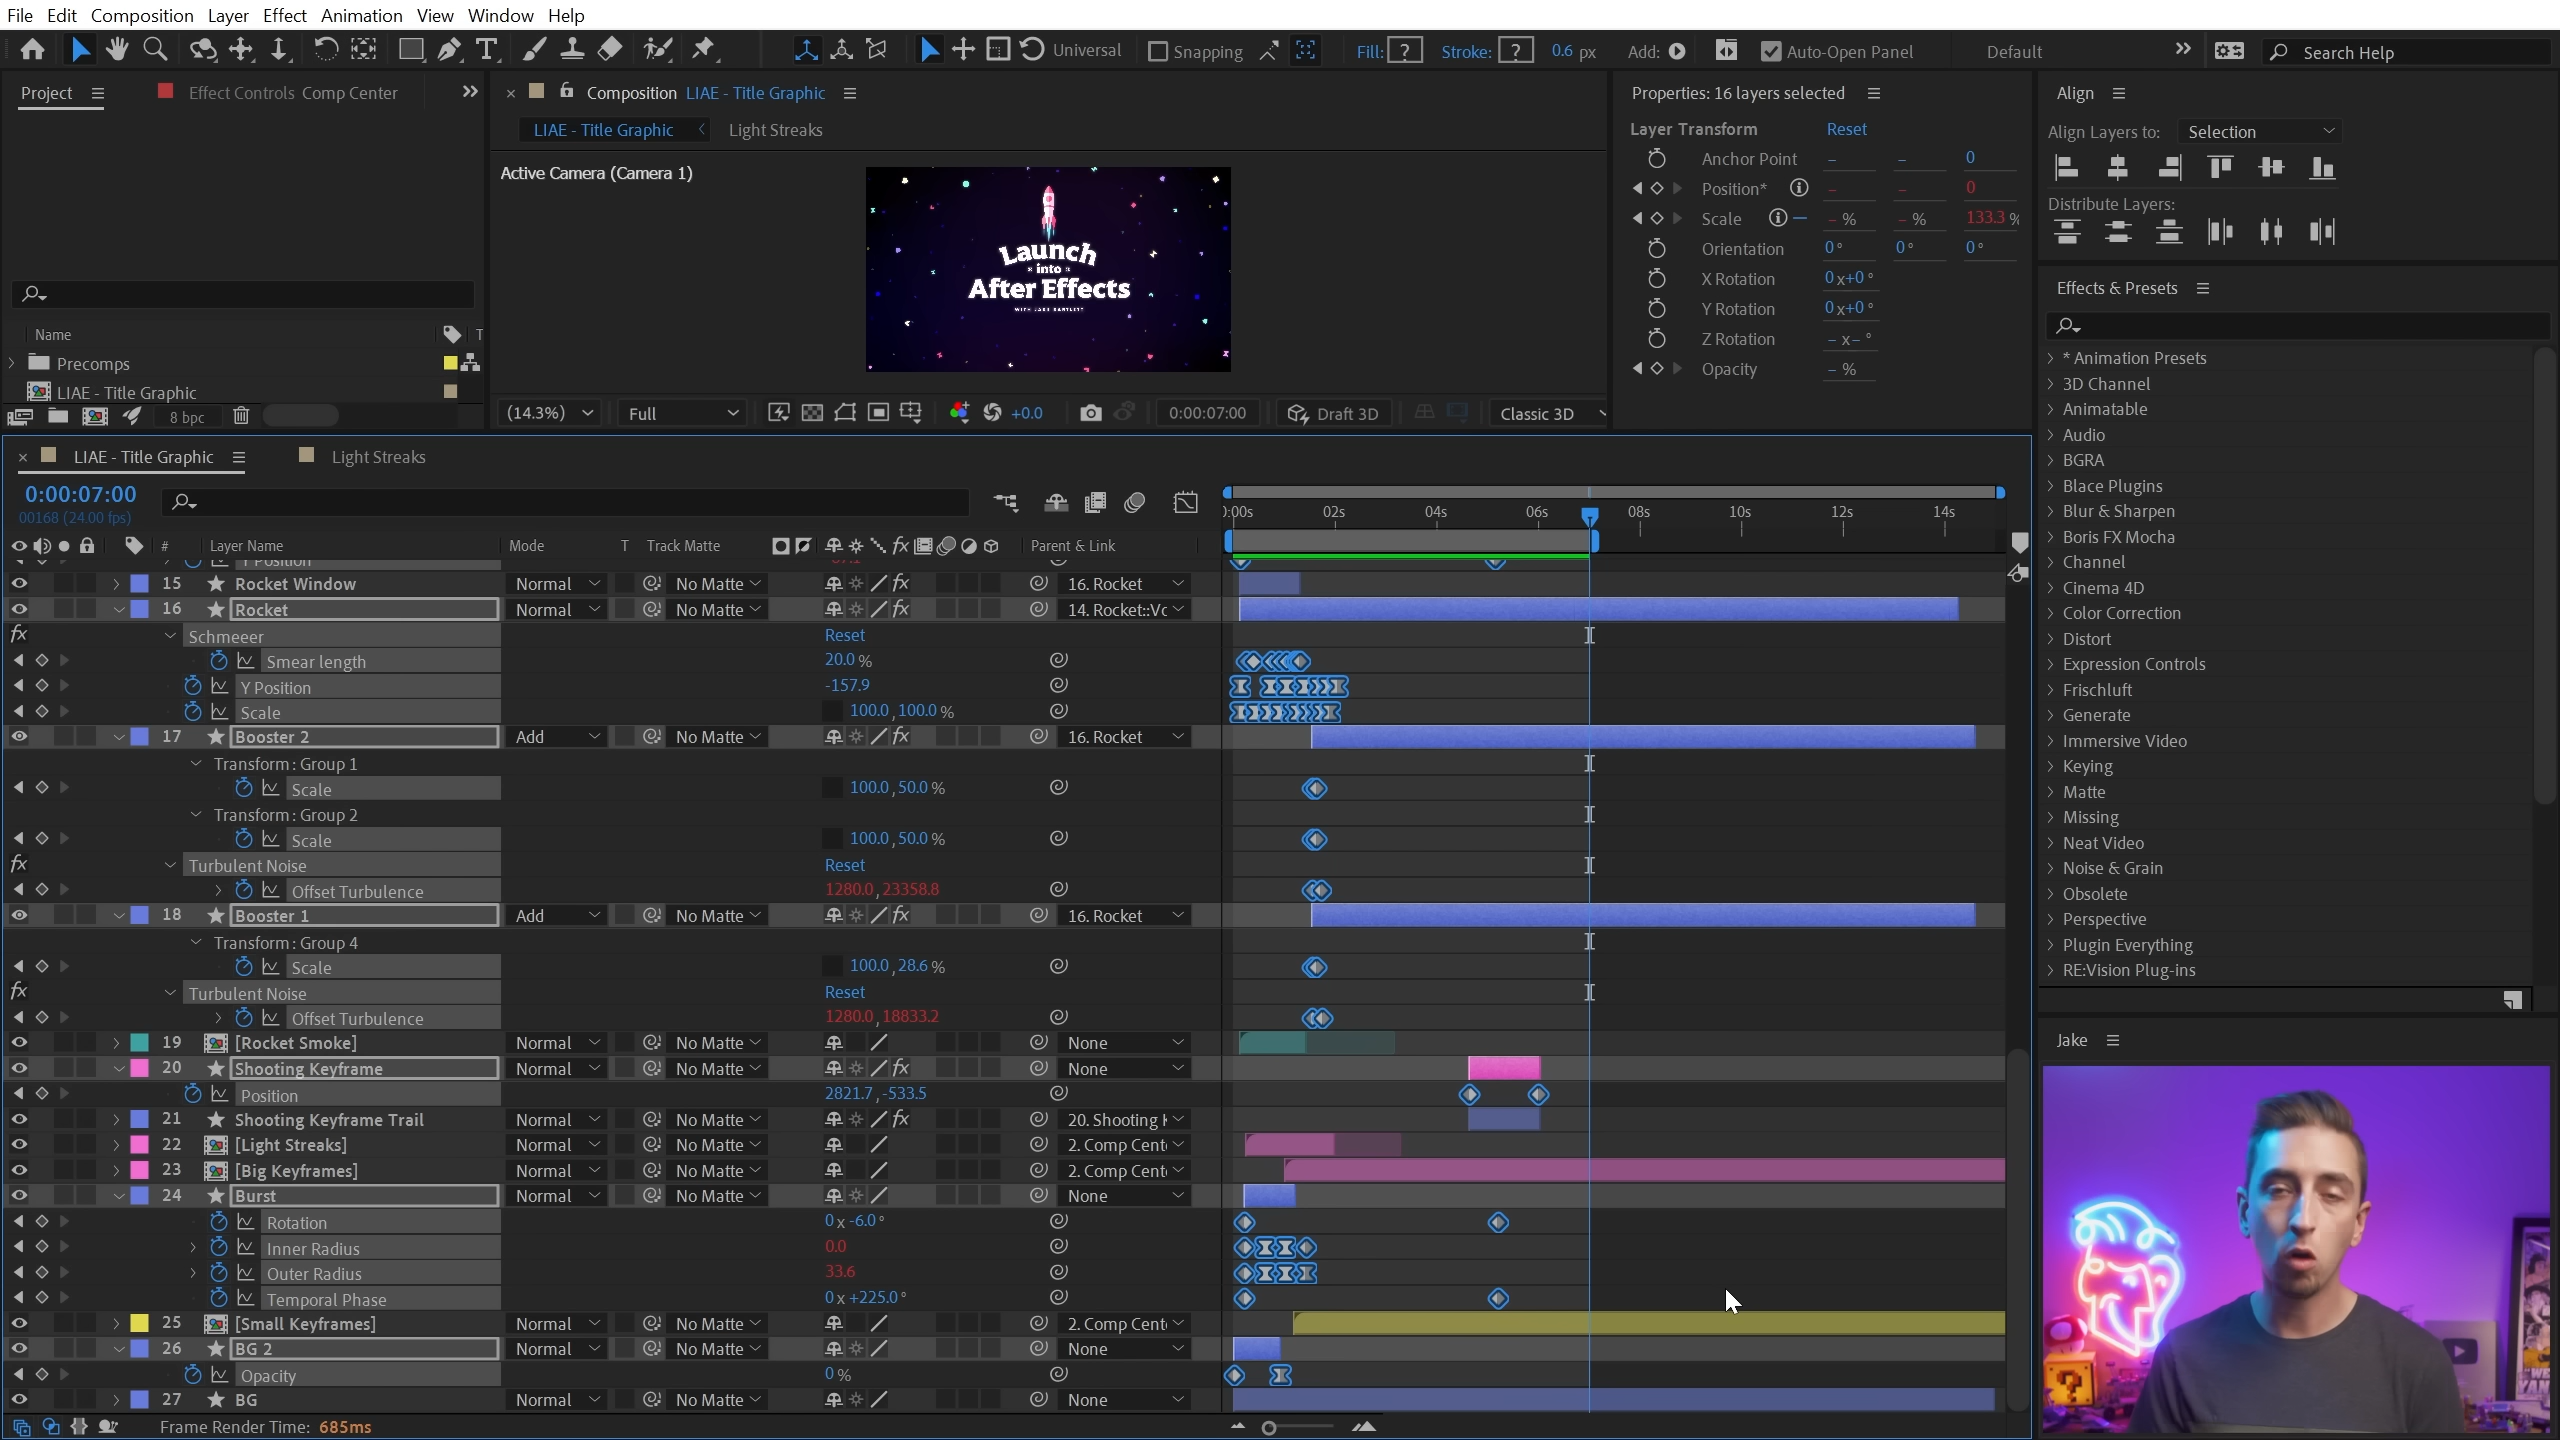 File Edit Composition Layer Effect Animation View Window Help
Universal Snapping Fill: ? Stroke: ? 0.6 px Add: Auto-Open Panel Default Search Help
Project Effect Controls Comp Center
Composition LIAE - Title Graphic
Properties: 16 layers selected
Align
LIAE - Title Graphic Light Streaks
Layer Transform Reset
Align Layers to: Selection
Active Camera (Camera 1)
Anchor Point – – 0
Position* – – 0
Distribute Layers:
Scale – % – % 133.3 %
Orientation 0° 0° 0°
X Rotation 0x+0°
Y Rotation 0x+0°
Z Rotation –x–°
Opacity – %
Launch
into
After Effects
WITH JAKE BARTLETT
Effects & Presets
Name T
Precomps
LIAE - Title Graphic
8 bpc
(14.3%) Full +0.0 0:00:07:00 Draft 3D Classic 3D
* Animation Presets
3D Channel
Animatable
Audio
BGRA
Blace Plugins
Blur & Sharpen
Boris FX Mocha
Channel
Cinema 4D
Color Correction
Distort
Expression Controls
Frischluft
Generate
Immersive Video
Keying
Matte
Missing
Neat Video
Noise & Grain
Obsolete
Perspective
Plugin Everything
RE:Vision Plug-ins
Jake
LIAE - Title Graphic Light Streaks
0:00:07:00
00168 (24.00 fps)
0:00s 02s 04s 06s 08s 10s 12s 14s
# Layer Name Mode T Track Matte fx Parent & Link
Y Position
15 Rocket Window Normal No Matte fx 16. Rocket
16 Rocket Normal No Matte fx 14. Rocket::Vc
fx Schmeeer Reset
Smear length 20.0 %
Y Position -157.9
Scale 100.0, 100.0 %
17 Booster 2 Add No Matte fx 16. Rocket
Transform: Group 1
Scale 100.0, 50.0 %
Transform: Group 2
Scale 100.0, 50.0 %
fx Turbulent Noise Reset
Offset Turbulence 1280.0, 23358.8
18 Booster 1 Add No Matte fx 16. Rocket
Transform: Group 4
Scale 100.0, 28.6 %
fx Turbulent Noise Reset
Offset Turbulence 1280.0, 18833.2
19 [Rocket Smoke] Normal No Matte None
20 Shooting Keyframe Normal No Matte fx None
Position 2821.7, -533.5
21 Shooting Keyframe Trail Normal No Matte fx 20. Shooting
22 [Light Streaks] Normal No Matte 2. Comp Cent
23 [Big Keyframes] Normal No Matte 2. Comp Cent
24 Burst Normal No Matte None
Rotation 0 x -6.0°
Inner Radius 0.0
Outer Radius 33.6
Temporal Phase 0 x +225.0°
25 [Small Keyframes] Normal No Matte 2. Comp Cent
26 BG 2 Normal No Matte None
Opacity 0 %
27 BG Normal No Matte None
Frame Render Time: 685ms